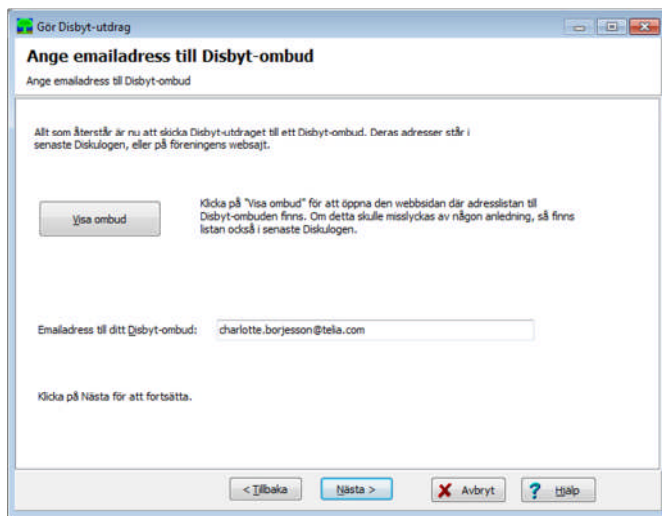 Gör Disbyt-utdrag
Ange emailadress till Disbyt-ombud
Ange emailadress till Disbyt-ombud
Allt som återstår är nu att skicka Disbyt-utdraget till ett Disbyt-ombud. Deras adresser står i
senaste Diskulogen, eller på föreningens websajt.
Visa ombud
Klicka på "Visa ombud" för att öppna den webbsidan där adresslistan till
Disbyt-ombuden finns. Om detta skulle misslyckas av någon anledning, så finns
listan också i senaste Diskulogen.
Emailadress till ditt Disbyt-ombud:
charlotte.borjesson@telia.com
Klicka på Nästa för att fortsätta.
< Tillbaka
Nästa >
Avbryt
? Hjälp